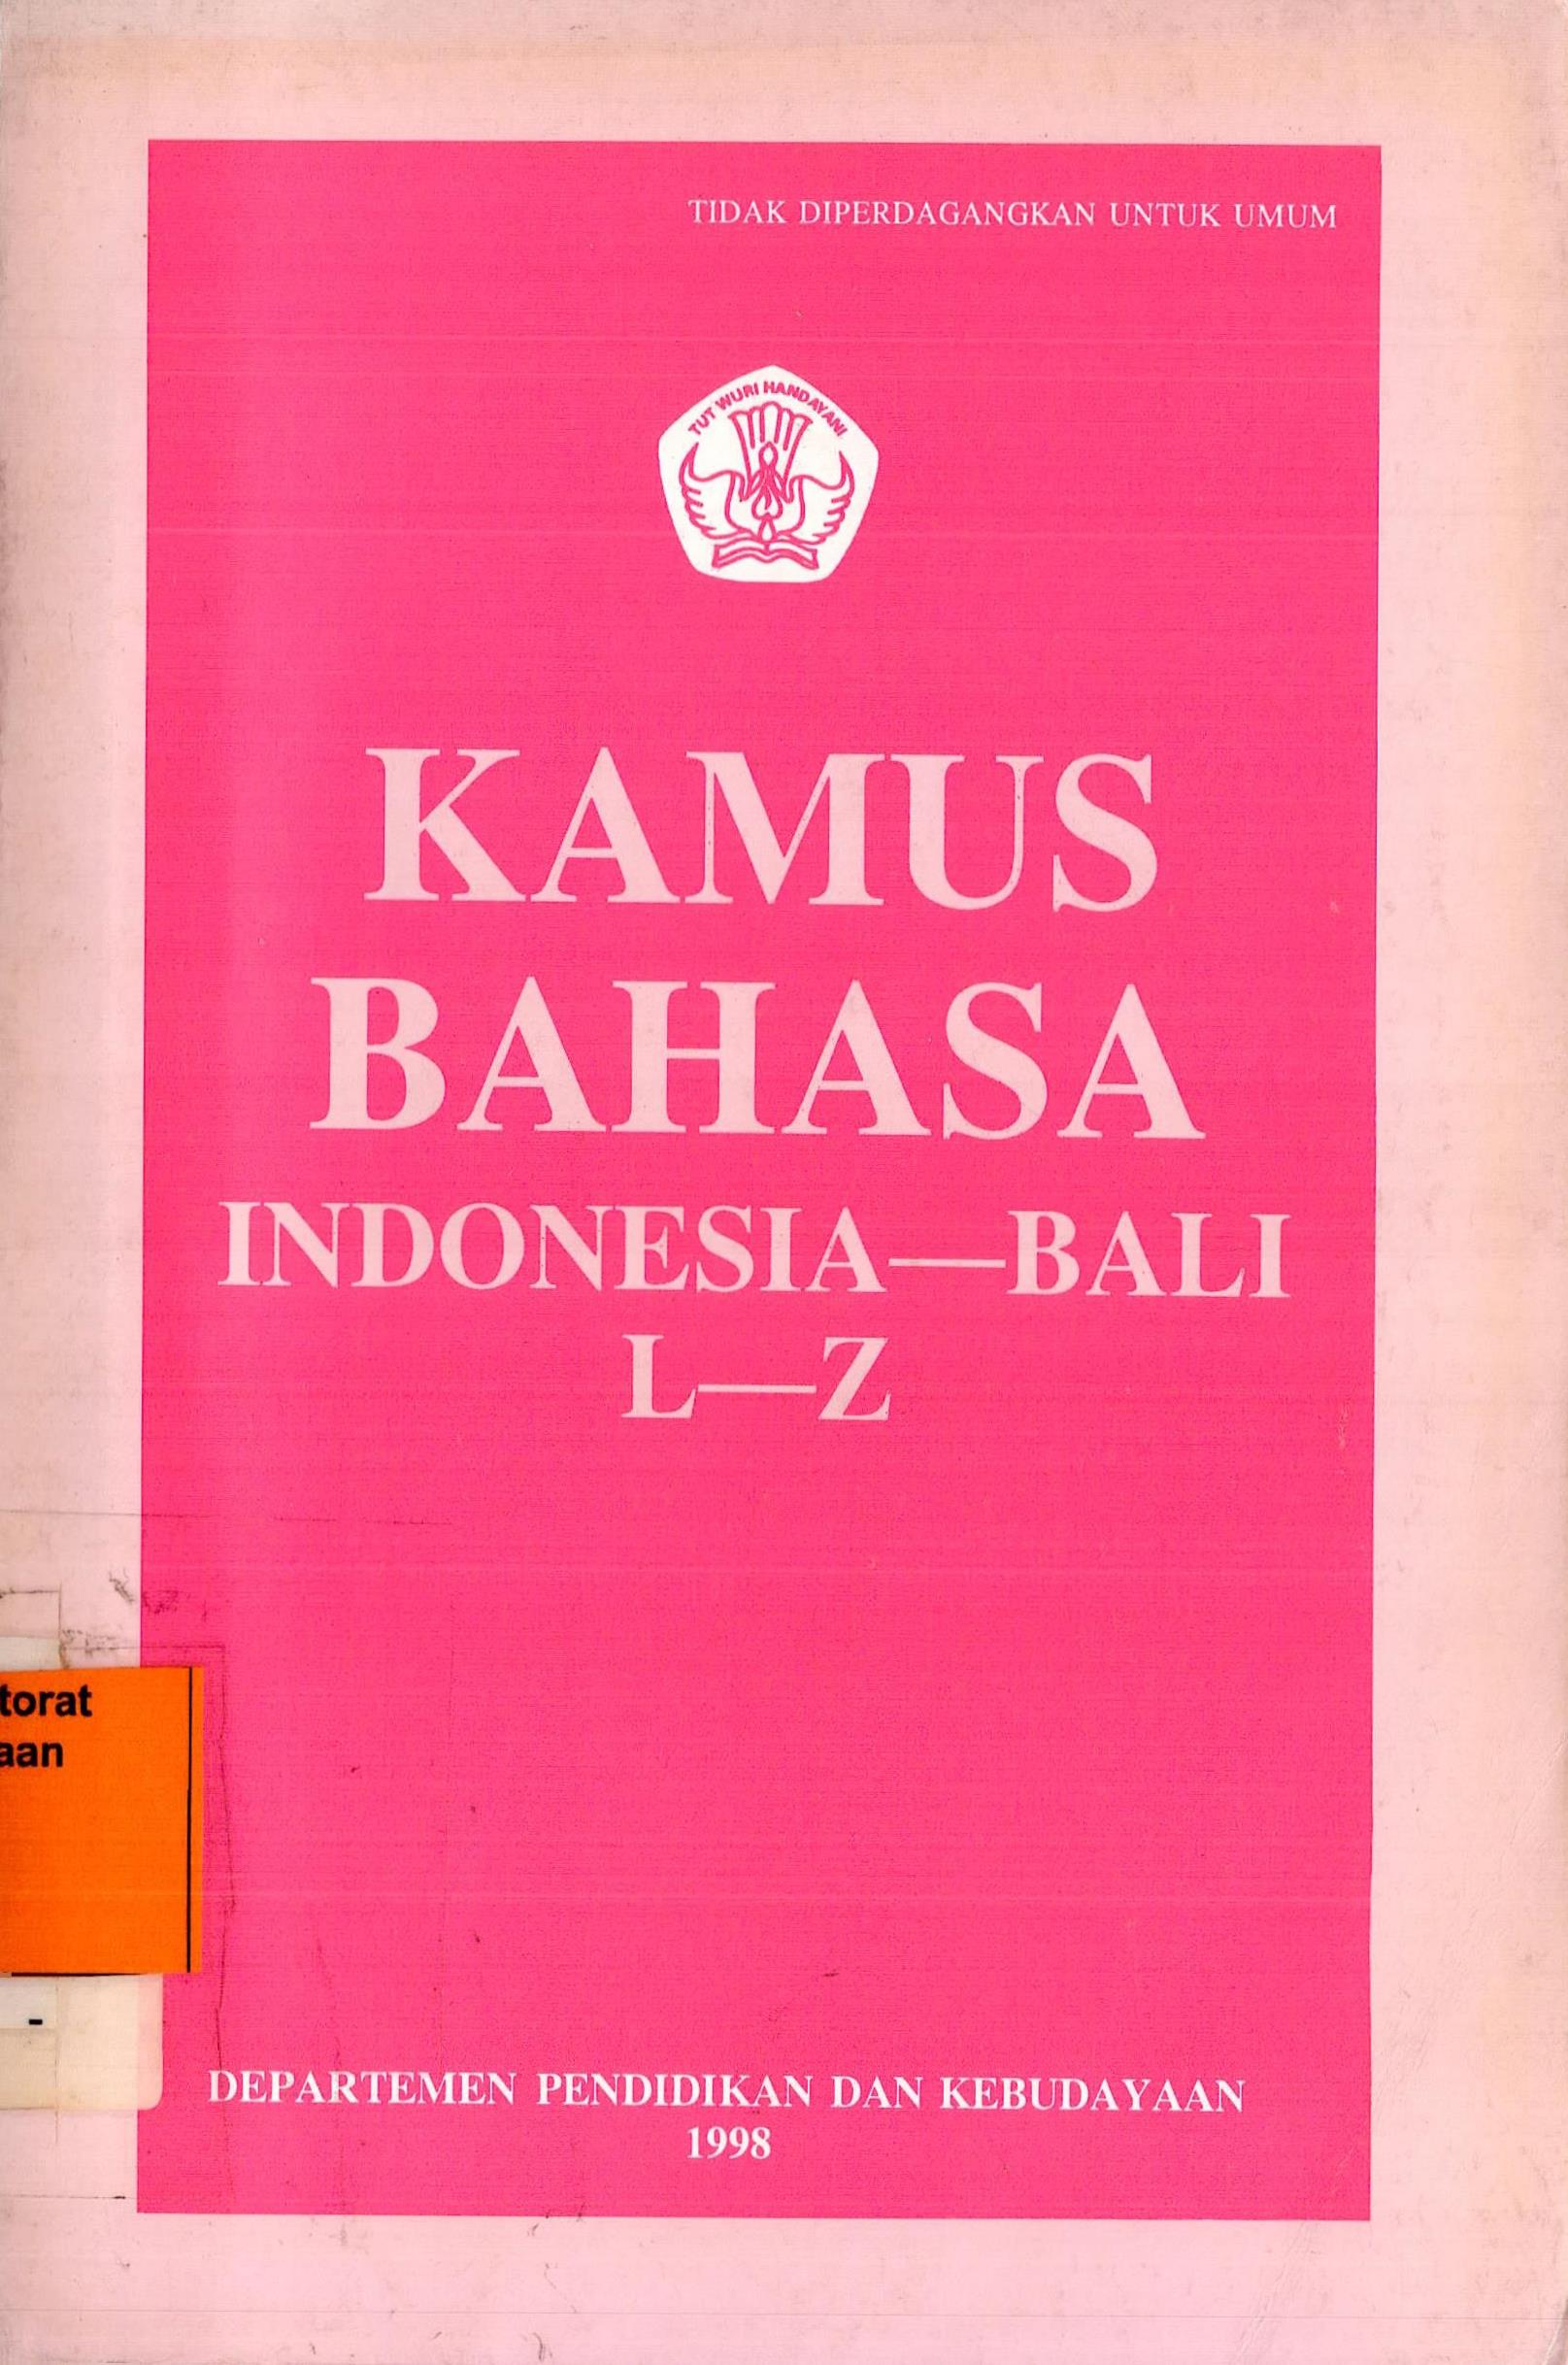 TIDAK DIPERDAGANGKAN UNTUK UMUM
TUT WURI HANDAYANI
KAMUS
BAHASA
INDONESIA—BALI
L—Z
torat
aan
-
DEPARTEMEN PENDIDIKAN DAN KEBUDAYAAN
1998